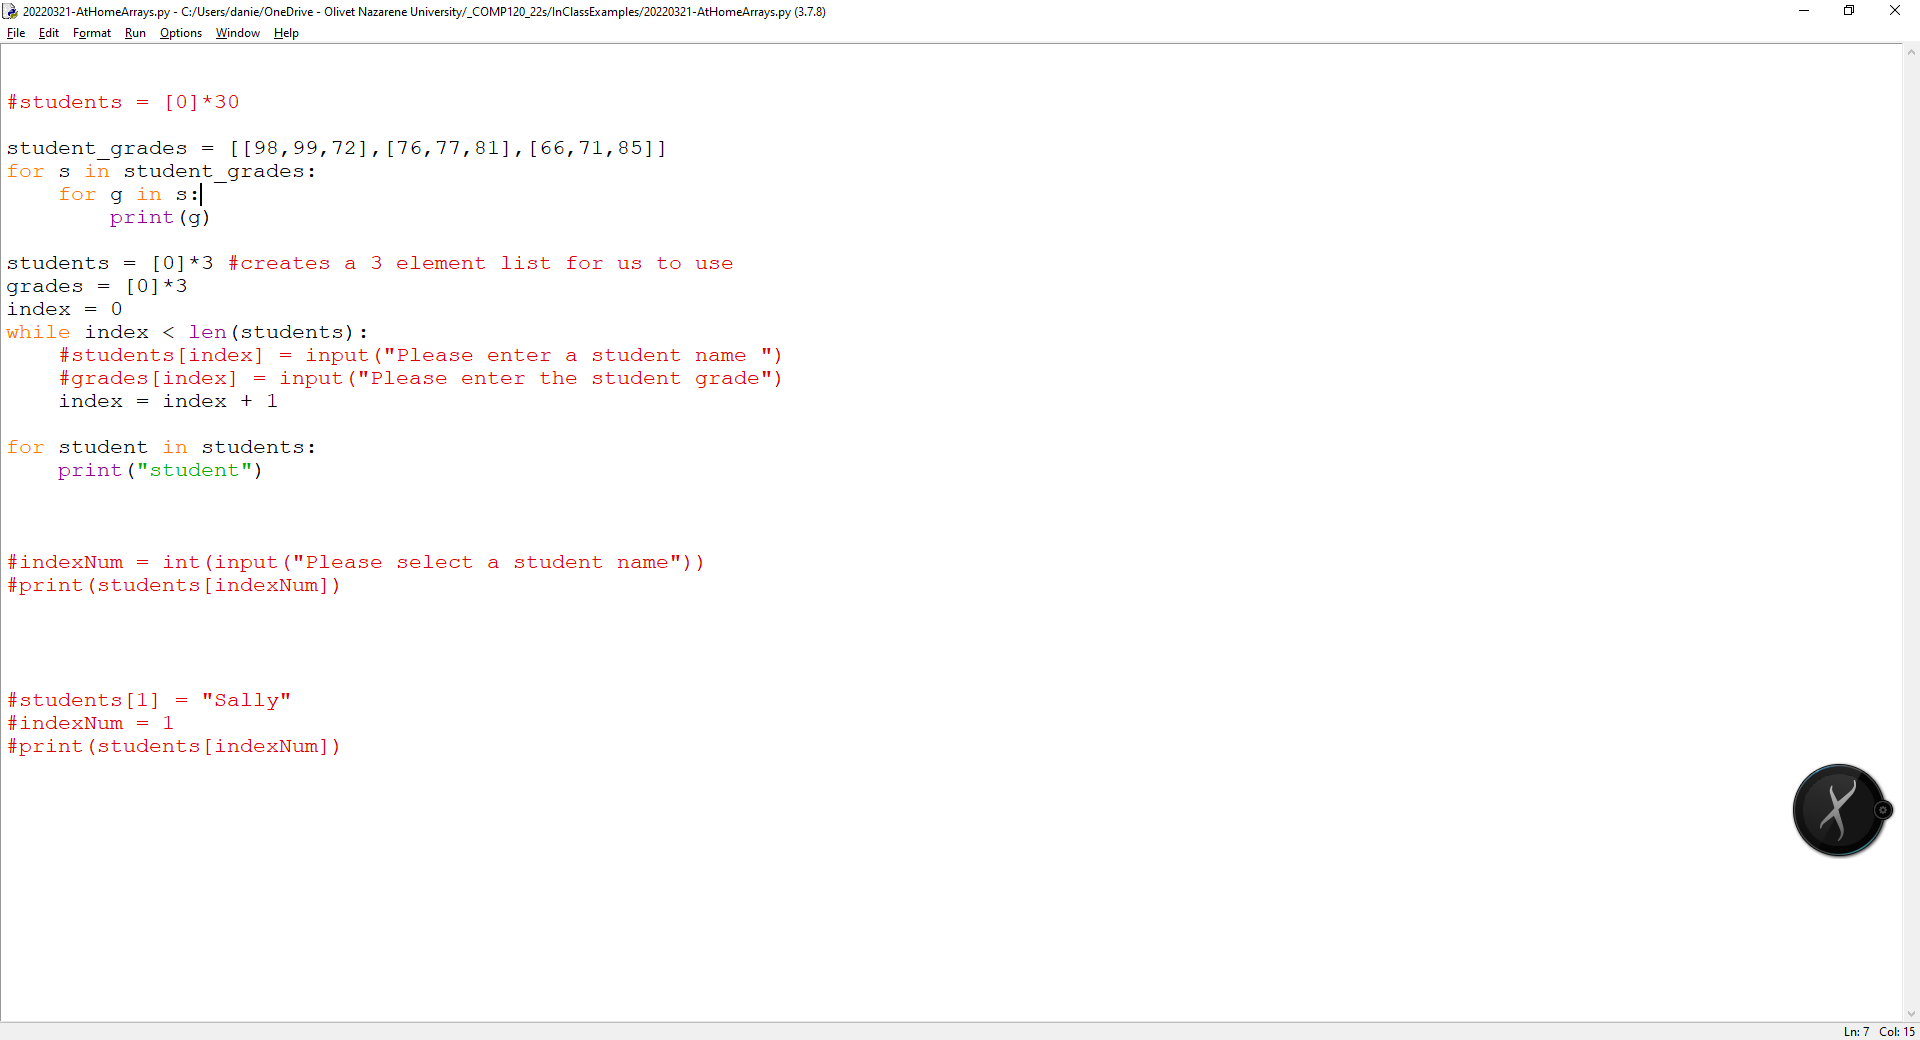 20220321-AtHomeArrays.py - C:/Users/danie/OneDrive - Olivet Nazarene University/_COMP120_22s/InClassExamples/20220321-AtHomeArrays.py (3.7.8)
File Edit Format Run Options Window Help
#students = [0]*30
student_grades = [[98,99,72],[76,77,81],[66,71,85]]
for s in student_grades:
    for g in s:
        print(g)
students = [0]*3 #creates a 3 element list for us to use
grades = [0]*3
index = 0
while index < len(students):
    #students[index] = input("Please enter a student name ")
    #grades[index] = input("Please enter the student grade")
    index = index + 1
for student in students:
    print("student")
#indexNum = int(input("Please select a student name"))
#print(students[indexNum])
#students[1] = "Sally"
#indexNum = 1
#print(students[indexNum])
Ln: 7 Col: 15